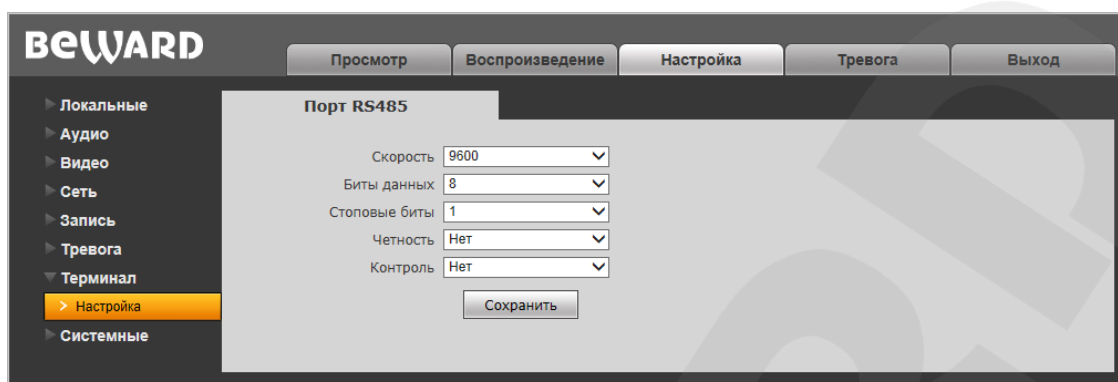 BEWARD
Просмотр Воспроизведение Настройка Тревога Выход
Локальные
Аудио
Видео
Сеть
Запись
Тревога
Терминал
Настройка
Системные
Порт RS485
Скорость 9600
Биты данных 8
Стоповые биты 1
Четность Нет
Контроль Нет
Сохранить